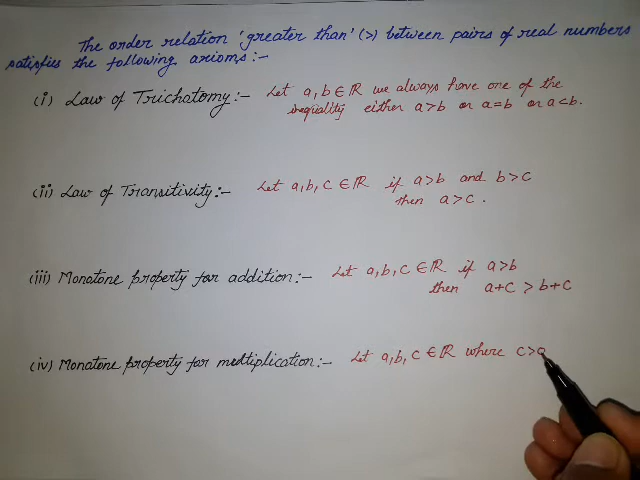 The order relation 'greater than' (>) between pairs of real numbers
satisfies the following axioms:-
(i) Law of Trichotomy:- Let a,b ∈ ℝ we always have one of the
inequality either a>b or a=b or a<b.
(ii) Law of Transitivity:- Let a,b,c ∈ ℝ if a>b and b>c
then a>c.
(iii) Monotone property for addition:- Let a,b,c ∈ ℝ if a>b
then a+c > b+c
(iv) Monotone property for multiplication:- Let a,b,c ∈ ℝ where c>0